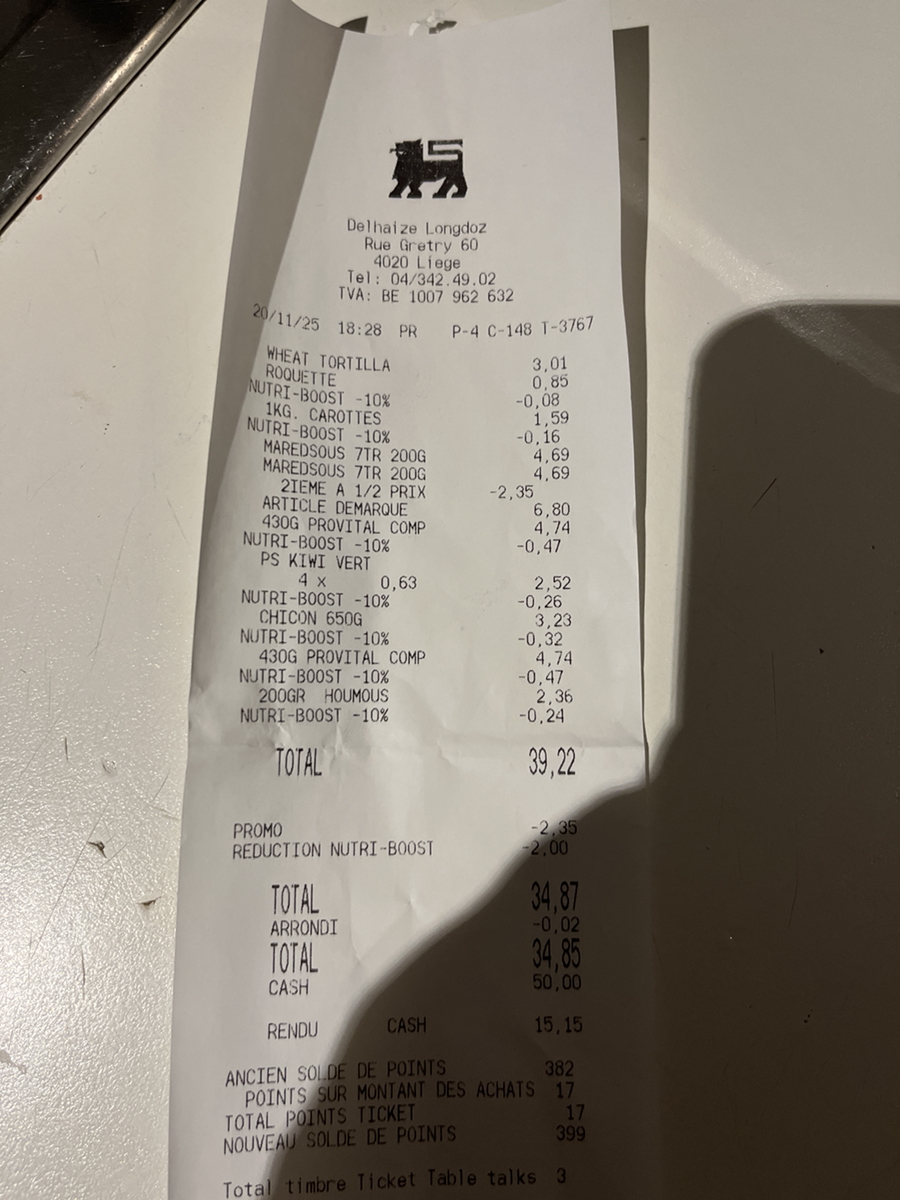 Delhaize Longdoz
Rue Gretry 60
4020 Liege
Tel: 04/342.49.02
TVA: BE 1007 962 632
20/11/25 18:28 PR P-4 C-148 T-3767
WHEAT TORTILLA 3,01
ROQUETTE 0,85
NUTRI-BOOST -10% -0,08
1KG. CAROTTES 1,59
NUTRI-BOOST -10% -0,16
MAREDSOUS 7TR 200G 4,69
MAREDSOUS 7TR 200G 4,69
2IEME A 1/2 PRIX -2,35
ARTICLE DEMARQUE 6,80
430G PROVITAL COMP 4,74
NUTRI-BOOST -10% -0,47
PS KIWI VERT
4 x 0,63 2,52
NUTRI-BOOST -10% -0,26
CHICON 650G 3,23
NUTRI-BOOST -10% -0,32
430G PROVITAL COMP 4,74
NUTRI-BOOST -10% -0,47
200GR HOUMOUS 2,36
NUTRI-BOOST -10% -0,24
TOTAL 39,22
PROMO -2,35
REDUCTION NUTRI-BOOST -2,00
TOTAL 34,87
ARRONDI -0,02
TOTAL 34,85
CASH 50,00
RENDU CASH 15,15
ANCIEN SOLDE DE POINTS 382
POINTS SUR MONTANT DES ACHATS 17
TOTAL POINTS TICKET 17
NOUVEAU SOLDE DE POINTS 399
Total timbre Ticket Table talks 3